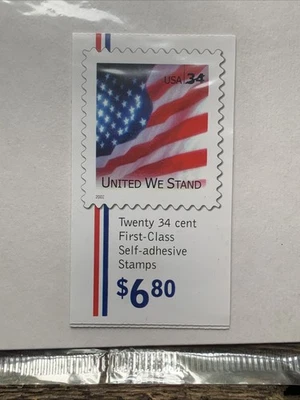 USA 34
UNITED WE STAND
2001
Twenty 34 cent
First-Class
Self-adhesive
Stamps
$6.80